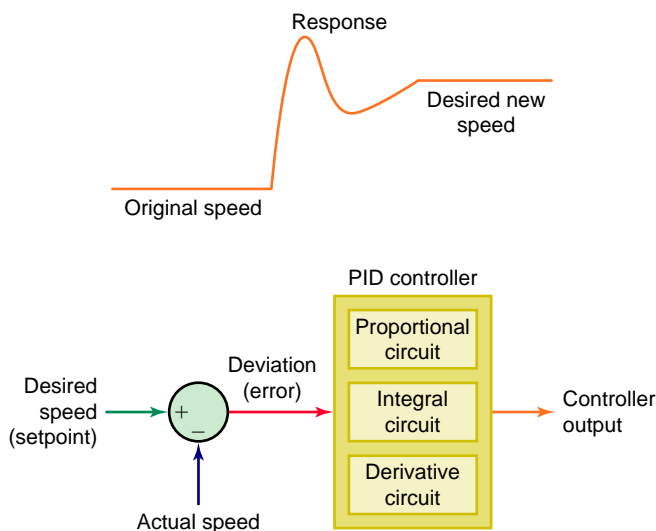 Response
Desired new
speed
Original speed
PID controller
Proportional
circuit
Deviation
(error)
Desired
speed
(setpoint)
+
−
Integral
circuit
Controller
output
Derivative
circuit
Actual speed